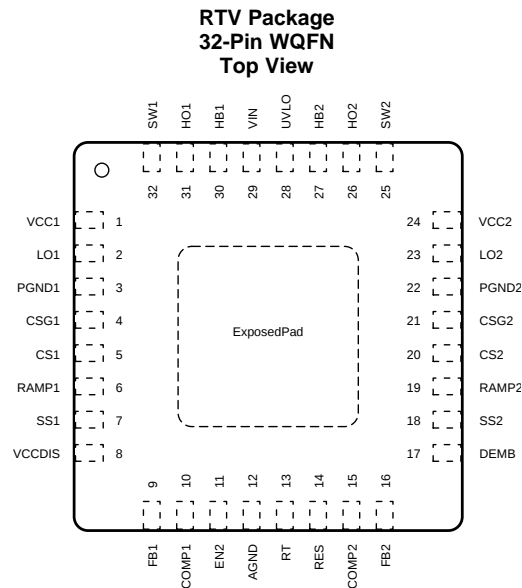 RTV Package
32-Pin WQFN
Top View
SW1
HO1
HB1
VIN
UVLO
HB2
HO2
SW2
32
31
30
29
28
27
26
25
VCC1 1
LO1 2
PGND1 3
CSG1 4
CS1 5
RAMP1 6
SS1 7
VCCDIS 8
ExposedPad
24 VCC2
23 LO2
22 PGND2
21 CSG2
20 CS2
19 RAMP2
18 SS2
17 DEMB
9
10
11
12
13
14
15
16
FB1
COMP1
EN2
AGND
RT
RES
COMP2
FB2